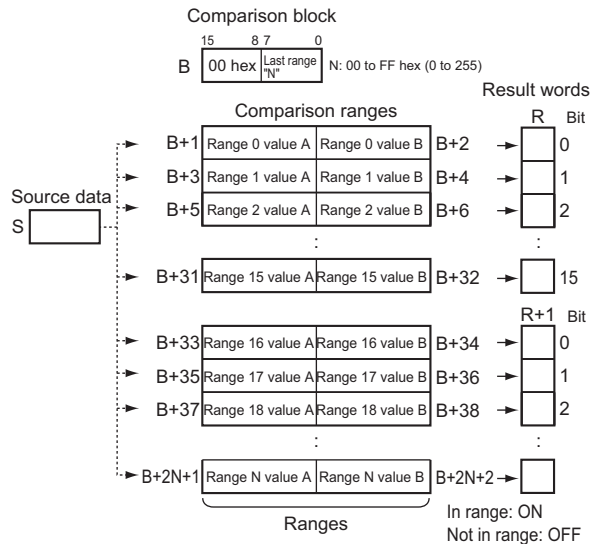 Comparison block
15 8 7 0
B 00 hex Last range "N" N: 00 to FF hex (0 to 255)
Result words
Comparison ranges R Bit
B+1 Range 0 value A Range 0 value B B+2 0
B+3 Range 1 value A Range 1 value B B+4 1
Source data
S
B+5 Range 2 value A Range 2 value B B+6 2
: :
B+31 Range 15 value A Range 15 value B B+32 15
R+1 Bit
B+33 Range 16 value A Range 16 value B B+34 0
B+35 Range 17 value A Range 17 value B B+36 1
B+37 Range 18 value A Range 18 value B B+38 2
: :
B+2N+1 Range N value A Range N value B B+2N+2
Ranges
In range: ON
Not in range: OFF